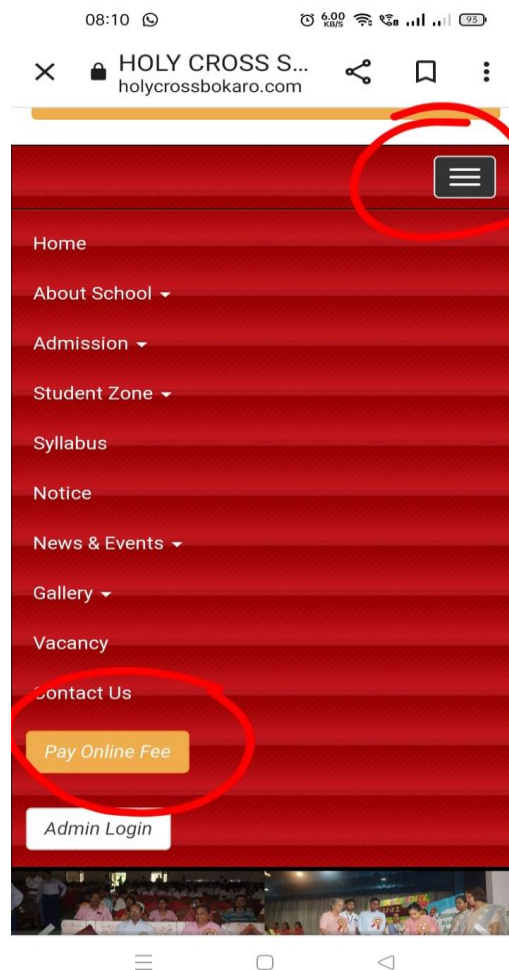 08:10
6.00
KB/S
93
HOLY CROSS S...
holycrossbokaro.com
Home
About School
Admission
Student Zone
Syllabus
Notice
News & Events
Gallery
Vacancy
Contact Us
Pay Online Fee
Admin Login